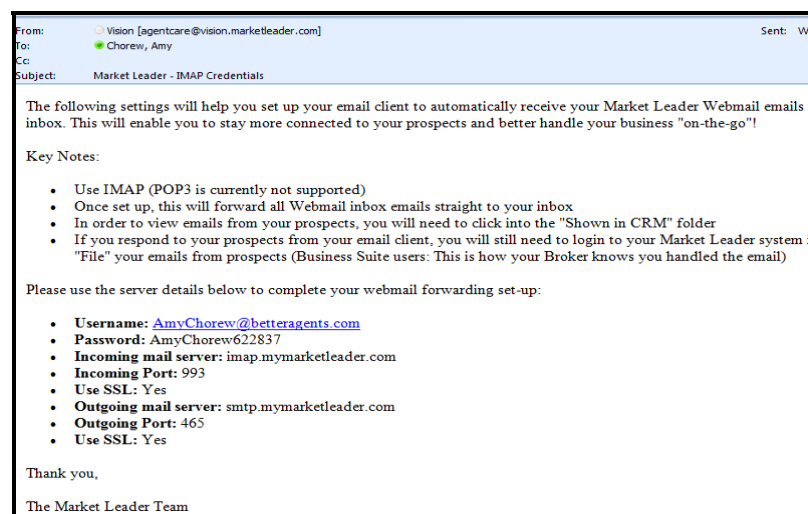 From: Vision [agentcare@vision.marketleader.com] Sent: W
To: Chorew, Amy
Cc:
Subject: Market Leader - IMAP Credentials
The following settings will help you set up your email client to automatically receive your Market Leader Webmail emails
inbox. This will enable you to stay more connected to your prospects and better handle your business "on-the-go"!
Key Notes:
• Use IMAP (POP3 is currently not supported)
• Once set up, this will forward all Webmail inbox emails straight to your inbox
• In order to view emails from your prospects, you will need to click into the "Shown in CRM" folder
• If you respond to your prospects from your email client, you will still need to login to your Market Leader system
"File" your emails from prospects (Business Suite users: This is how your Broker knows you handled the email)
Please use the server details below to complete your webmail forwarding set-up:
• Username: AmyChorew@betteragents.com
• Password: AmyChorew622837
• Incoming mail server: imap.mymarketleader.com
• Incoming Port: 993
• Use SSL: Yes
• Outgoing mail server: smtp.mymarketleader.com
• Outgoing Port: 465
• Use SSL: Yes
Thank you,
The Market Leader Team